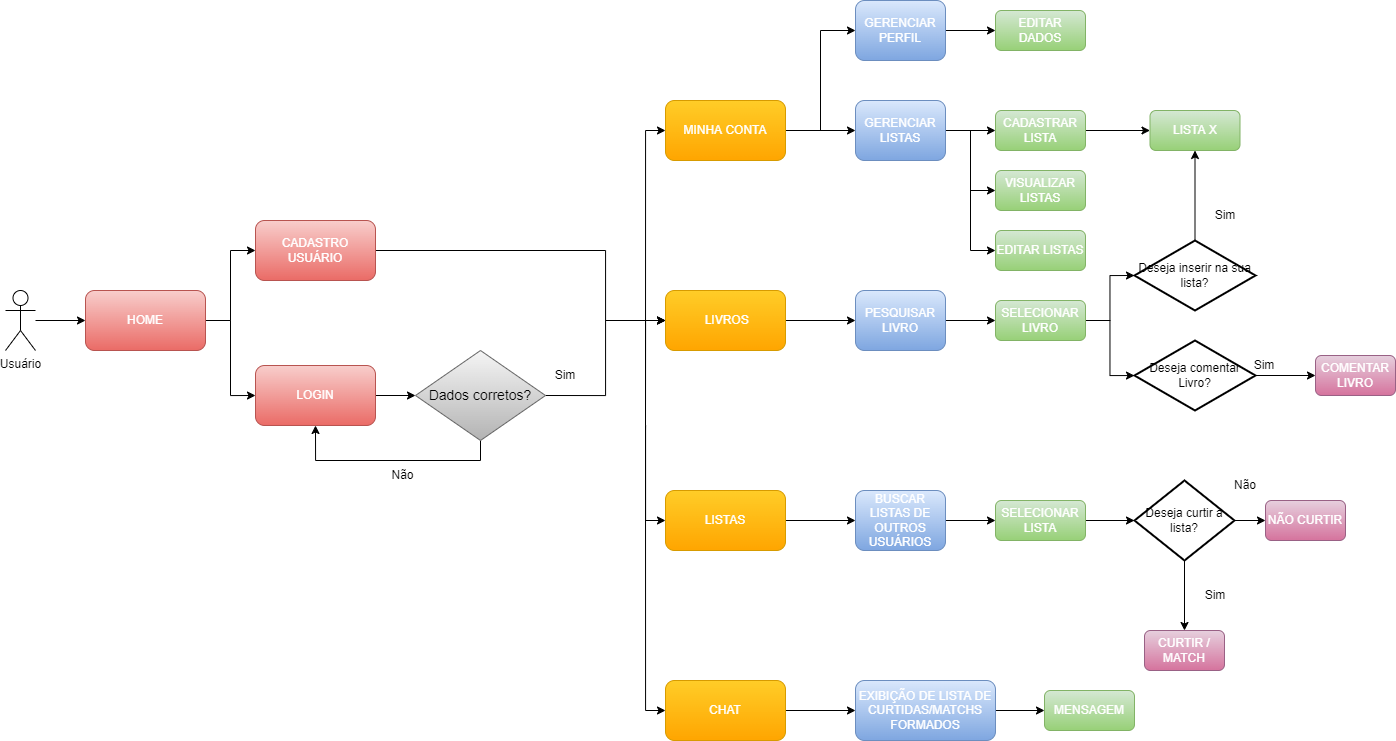 GERENCIAR
PERFIL
EDITAR
DADOS
MINHA CONTA
GERENCIAR
LISTAS
CADASTRAR
LISTA
LISTA X
VISUALIZAR
LISTAS
Sim
EDITAR LISTAS
CADASTRO
USUÁRIO
Deseja inserir na sua
lista?
Usuário
HOME
LIVROS
PESQUISAR
LIVRO
SELECIONAR
LIVRO
LOGIN
Dados corretos?
Sim
Não
Deseja comentar
Livro?
Sim
COMENTAR
LIVRO
LISTAS
BUSCAR
LISTAS DE
OUTROS
USUÁRIOS
SELECIONAR
LISTA
Deseja curtir a
lista?
Não
NÃO CURTIR
Sim
CURTIR /
MATCH
CHAT
EXIBIÇÃO DE LISTA DE
CURTIDAS/MATCHS
FORMADOS
MENSAGEM